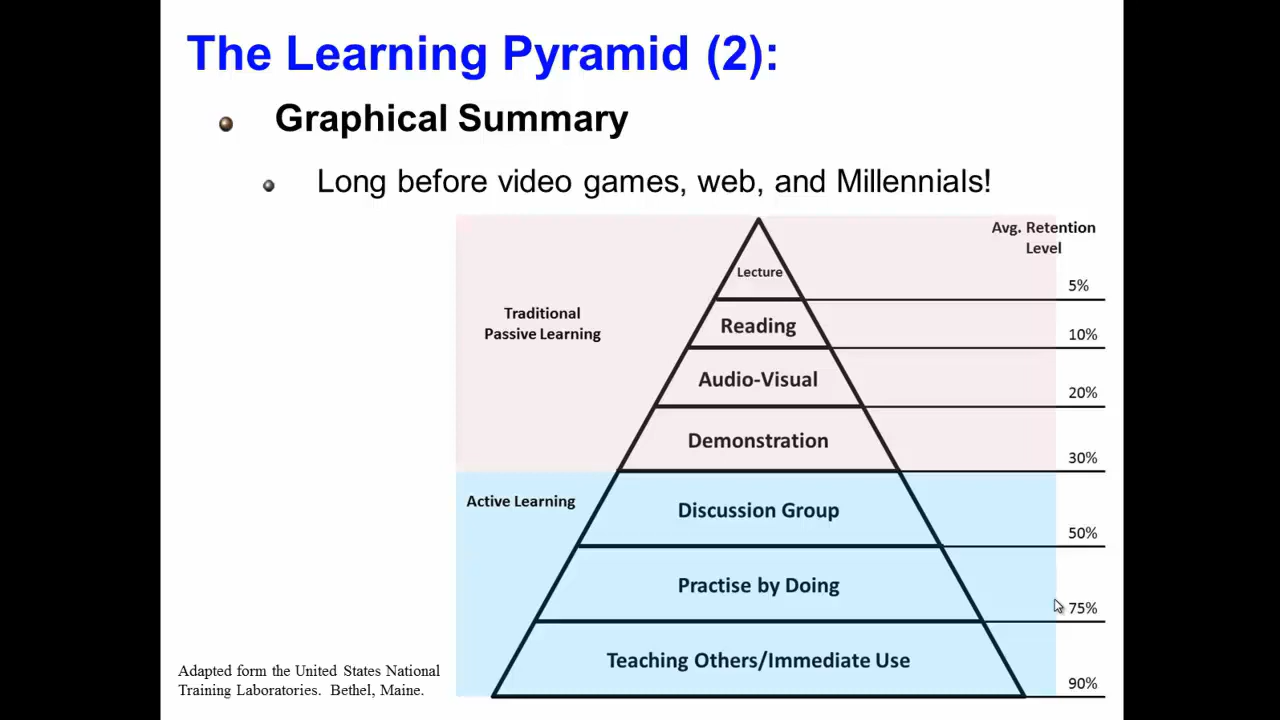 The Learning Pyramid (2):
Graphical Summary
Long before video games, web, and Millennials!
Avg. Retention
Level
Lecture
5%
Traditional
Passive Learning
Reading
10%
Audio-Visual
20%
Demonstration
30%
Active Learning
Discussion Group
50%
Practise by Doing
75%
Teaching Others/Immediate Use
90%
Adapted form the United States National
Training Laboratories. Bethel, Maine.